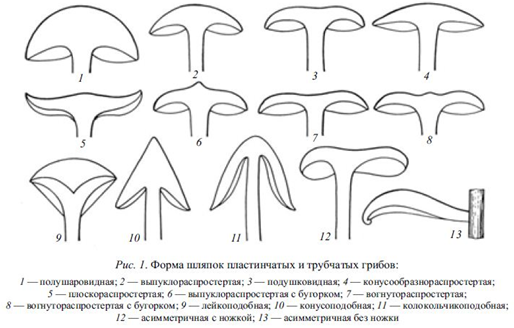 1
2
3
4
5
6
7
8
9
10
11
12
13
Рис. 1. Форма шляпок пластинчатых и трубчатых грибов:
1 — полушаровидная; 2 — выпуклораспростертая; 3 — подушковидная; 4 — конусообразнораспростертая;
5 — плоскораспростертая; 6 — выпуклораспростертая с бугорком; 7 — вогнутораспростертая;
8 — вогнутораспростертая с бугорком; 9 — лейкоподобная; 10 — конусоподобная; 11 — колокольчикоподобная;
12 — асимметричная с ножкой; 13 — асимметричная без ножки